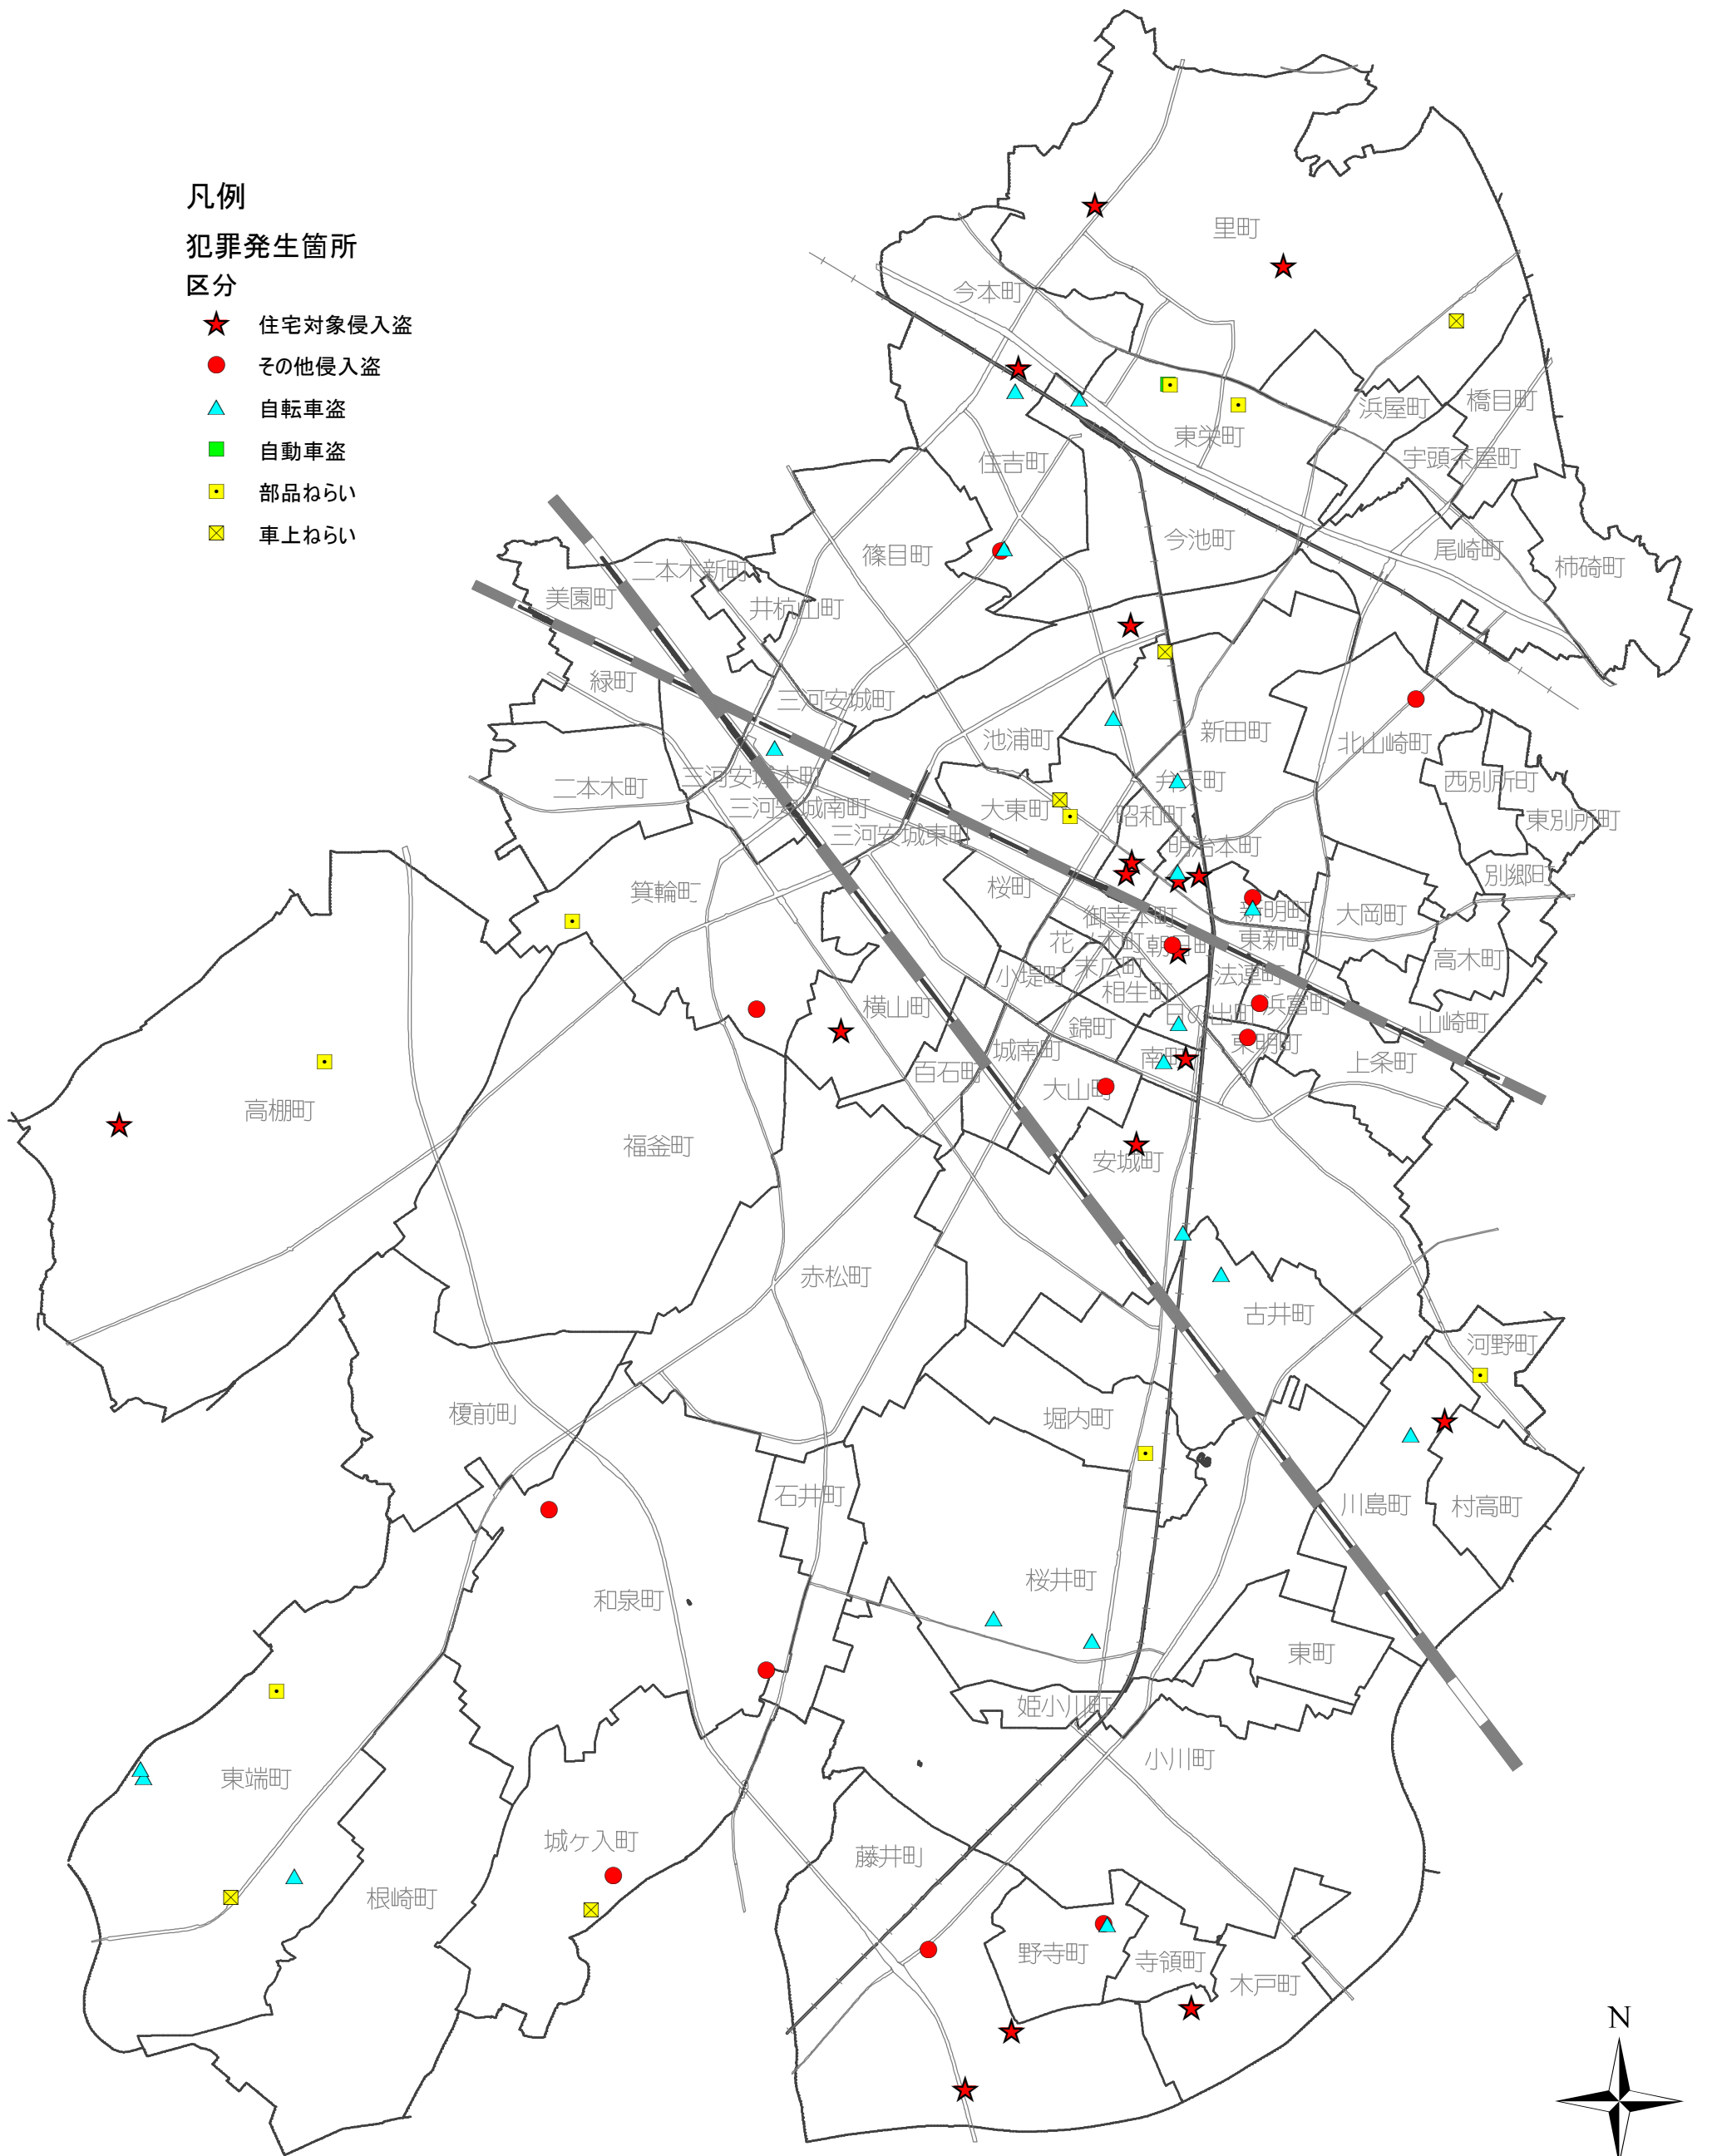 凡例
犯罪発生箇所
区分
住宅対象侵入盗
その他侵入盗
自転車盗
自動車盗
部品ねらい
車上ねらい
里町
今本町
浜屋町
橋目町
東栄町
宇頭茶屋町
住吉町
今池町
尾崎町
柿碕町
篠目町
二本木新町
美園町
井杭山町
緑町
三河安城町
池浦町
新田町
北山崎町
二本木町
三河安城本町
弁天町
西別所町
三河安城南町
大東町
昭和町
東別所町
三河安城東町
明治本町
別郷町
箕輪町
桜町
御幸本町
新明町
大岡町
花ノ木町
朝日町
東新町
高木町
小堤町
末広町
法連町
相生町
横山町
日の出町
浜富町
山崎町
錦町
城南町
南町
東明町
上条町
百石町
大山町
高棚町
福釜町
安城町
赤松町
古井町
河野町
榎前町
堀内町
石井町
川島町
村高町
和泉町
桜井町
東町
姫小川町
小川町
東端町
城ヶ入町
藤井町
根崎町
野寺町
寺領町
木戸町
N